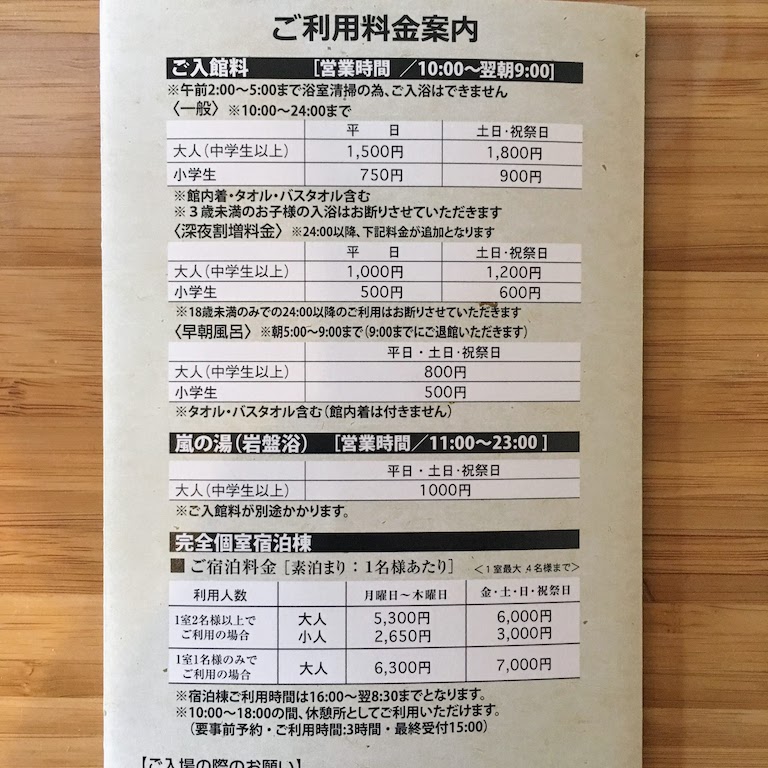 ご利用料金案内
ご入館料 [営業時間 ／10:00〜翌朝9:00]
※午前2:00〜5:00まで浴室清掃の為、ご入浴はできません
〈一般〉 ※10:00〜24:00まで
平 日 土日・祝祭日
大人（中学生以上） 1,500円 1,800円
小学生 750円 900円
※館内着・タオル・バスタオル含む
※３歳未満のお子様の入浴はお断りさせていただきます
〈深夜割増料金〉 ※24:00以降、下記料金が追加となります
平 日 土日・祝祭日
大人（中学生以上） 1,000円 1,200円
小学生 500円 600円
※18歳未満のみでの24:00以降のご利用はお断りさせていただきます
〈早朝風呂〉 ※朝5:00〜9:00まで（9:00までにご退館いただきます）
平日・土日・祝祭日
大人（中学生以上） 800円
小学生 500円
※タオル・バスタオル含む（館内着は付きません）
嵐の湯（岩盤浴） [営業時間／11:00〜23:00 ]
平日・土日・祝祭日
大人（中学生以上） 1000円
※ご入館料が別途かかります。
完全個室宿泊棟
■ご宿泊料金［素泊まり：1名様あたり］ ＜1室最大 4名様まで＞
利用人数 月曜日〜木曜日 金・土・日・祝祭日
1室2名様以上で 大人 5,300円 6,000円
ご利用の場合 小人 2,650円 3,000円
1室1名様のみで
ご利用の場合 大人 6,300円 7,000円
※宿泊棟ご利用時間は16:00〜翌8:30までとなります。
※10:00〜18:00の間、休憩所としてご利用いただけます。
（要事前予約・ご利用時間:3時間・最終受付15:00）
【ご入場の際のお願い】